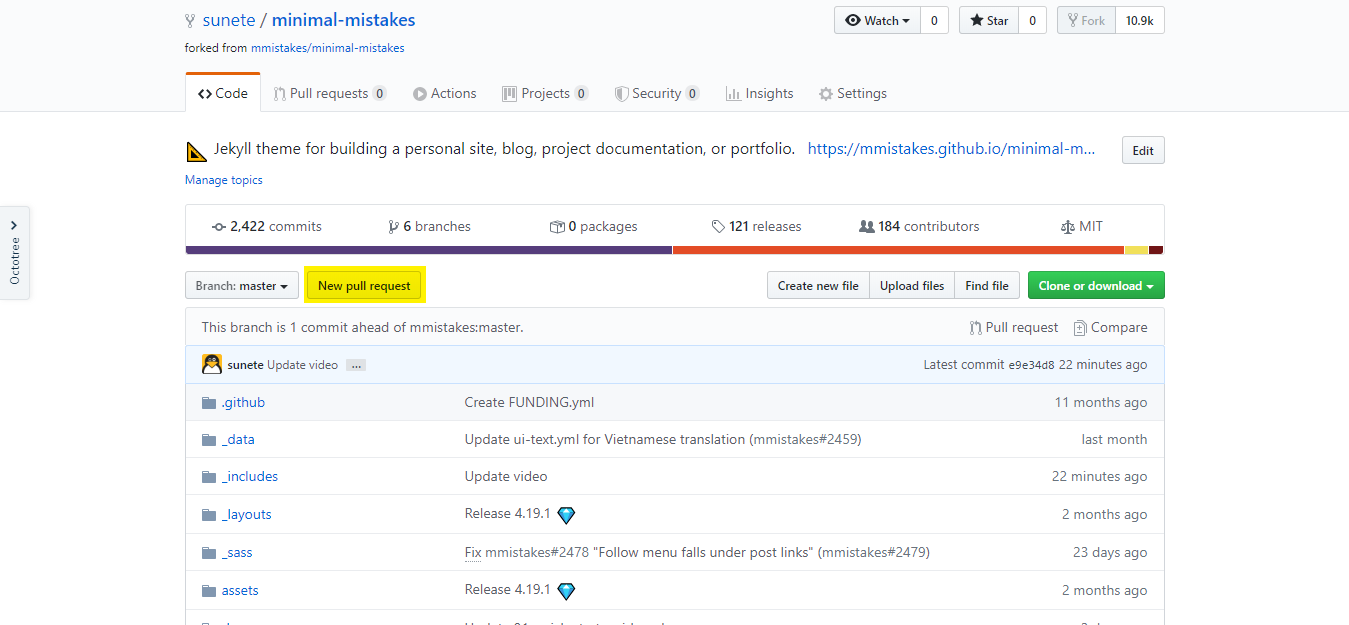 sunete / minimal-mistakes
Watch 0 Star 0 Fork 10.9k
forked from mmistakes/minimal-mistakes
Code Pull requests 0 Actions Projects 0 Security 0 Insights Settings
Jekyll theme for building a personal site, blog, project documentation, or portfolio. https://mmistakes.github.io/minimal-m... Edit
Manage topics
2,422 commits 6 branches 0 packages 121 releases 184 contributors MIT
Octotree
Branch: master New pull request Create new file Upload files Find file Clone or download
This branch is 1 commit ahead of mmistakes:master. Pull request Compare
sunete Update video ... Latest commit e9e34d8 22 minutes ago
.github Create FUNDING.yml 11 months ago
_data Update ui-text.yml for Vietnamese translation (mmistakes#2459) last month
_includes Update video 22 minutes ago
_layouts Release 4.19.1 2 months ago
_sass Fix mmistakes#2478 "Follow menu falls under post links" (mmistakes#2479) 23 days ago
assets Release 4.19.1 2 months ago